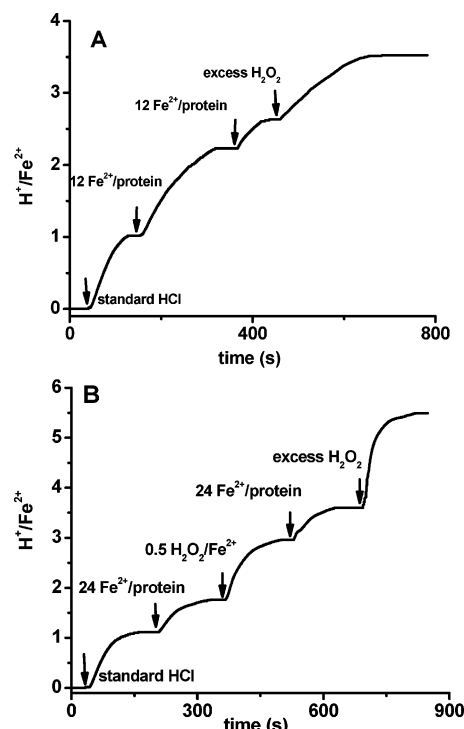 A
4
3
2
1
0
H⁺/Fe²⁺
excess H₂O₂
12 Fe²⁺/protein
12 Fe²⁺/protein
standard HCl
0 400 800
time (s)
B
6
5
4
3
2
1
0
H⁺/Fe²⁺
excess H₂O₂
24 Fe²⁺/protein
0.5 H₂O₂/Fe²⁺
24 Fe²⁺/protein
standard HCl
0 300 600 900
time (s)